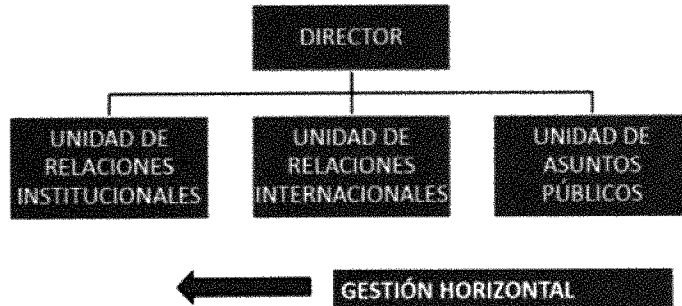 DIRECTOR
UNIDAD DE
RELACIONES
INSTITUCIONALES
UNIDAD DE
RELACIONES
INTERNACIONALES
UNIDAD DE
ASUNTOS
PÚBLICOS
GESTIÓN HORIZONTAL